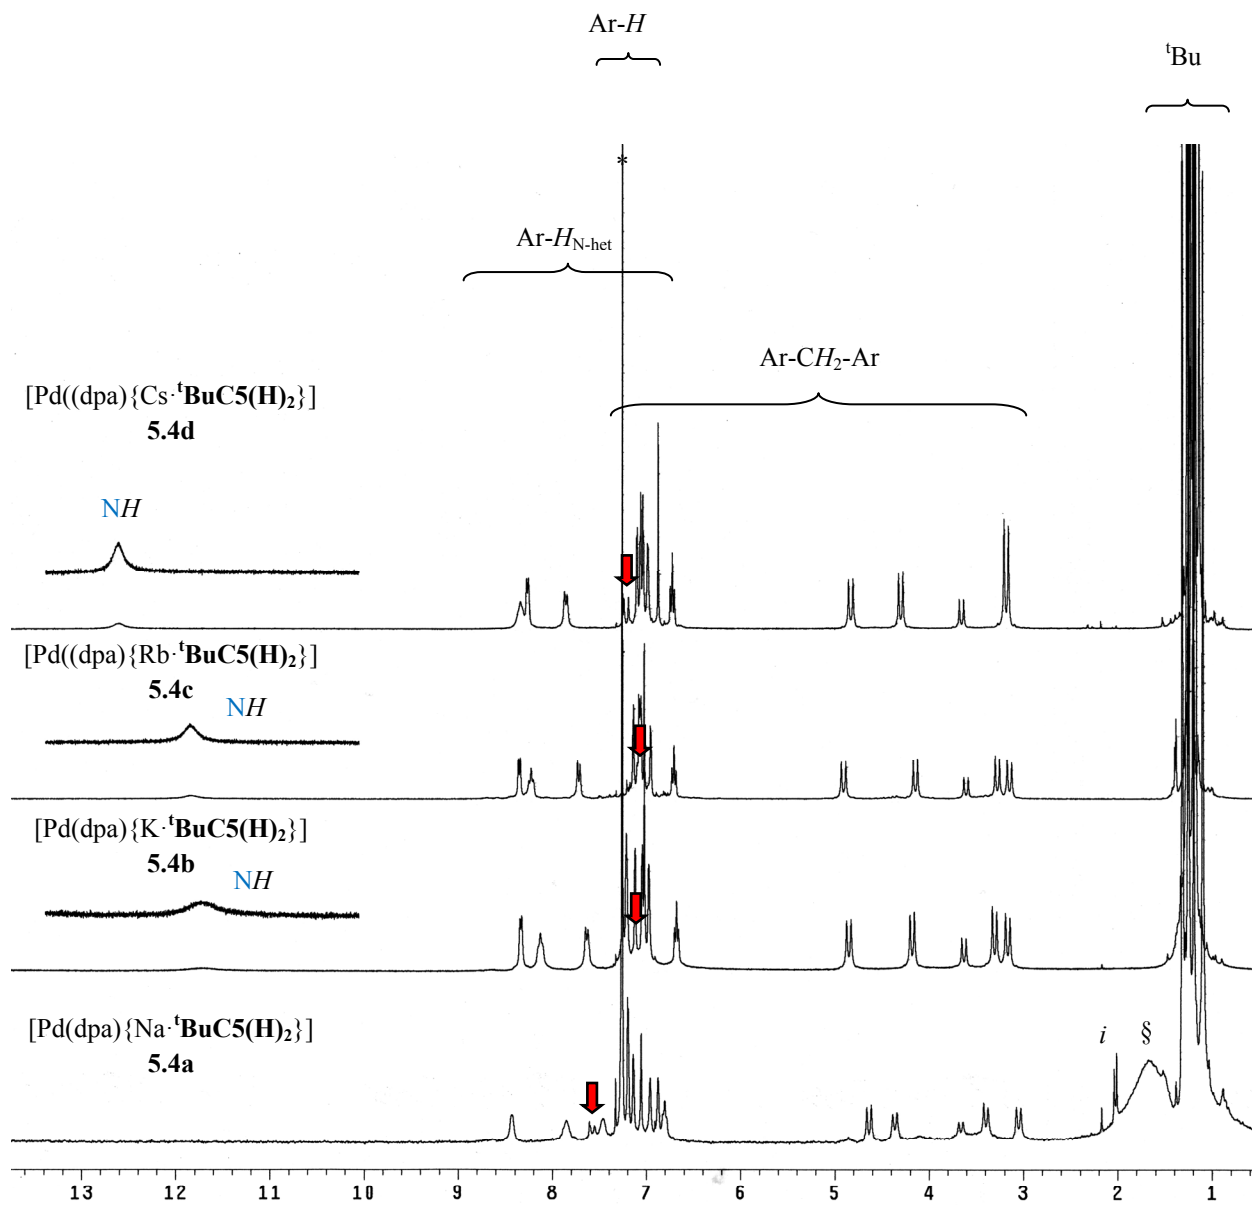 Ar-H
ᵗBu
*
Ar-H_N-het
Ar-CH₂-Ar
[Pd((dpa){Cs·ᵗBuC5(H)₂}]
5.4d
NH
[Pd((dpa){Rb·ᵗBuC5(H)₂}]
5.4c
NH
[Pd(dpa){K·ᵗBuC5(H)₂}]
5.4b
NH
[Pd(dpa){Na·ᵗBuC5(H)₂}]
5.4a
i §
13 12 11 10 9 8 7 6 5 4 3 2 1